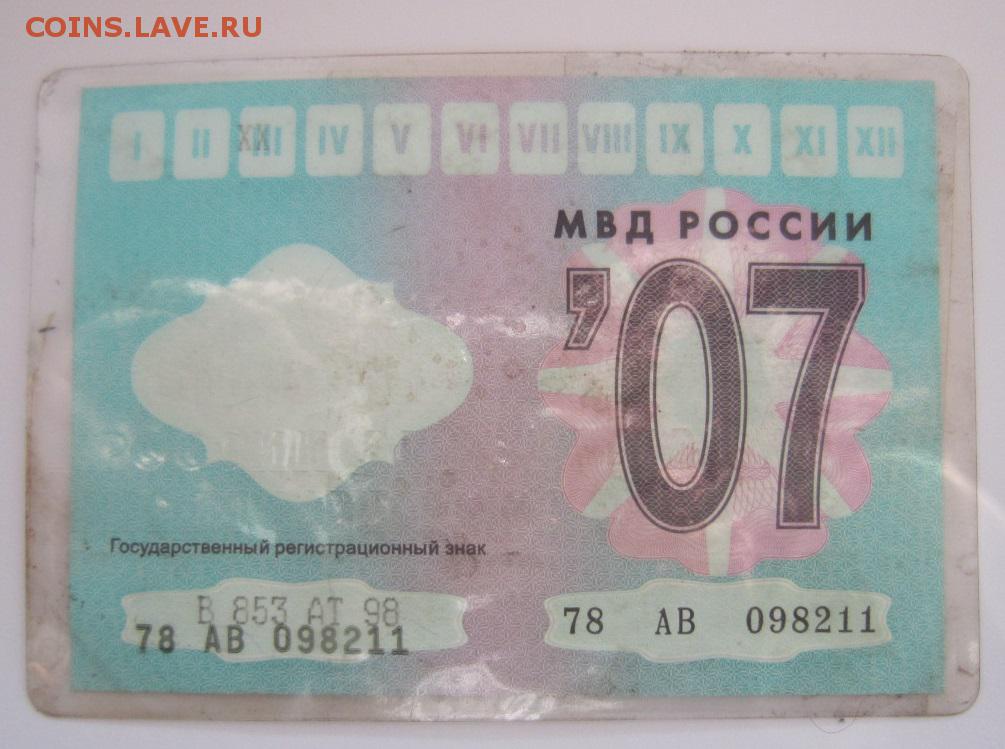 COINS.LAVE.RU
I II III IV V VI VII VIII IX X XI XII
МВД РОССИИ
'07
Государственный регистрационный знак
В 853 АТ 98
78 АВ 098211
78 АВ 098211